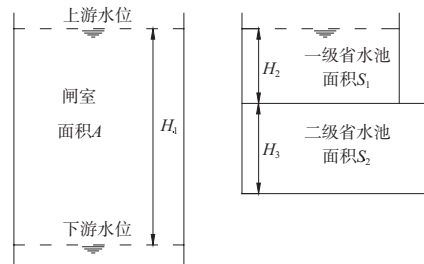 上游水位
闸室
面积A
H1
下游水位
H2
一级省水池
面积S1
H3
二级省水池
面积S2